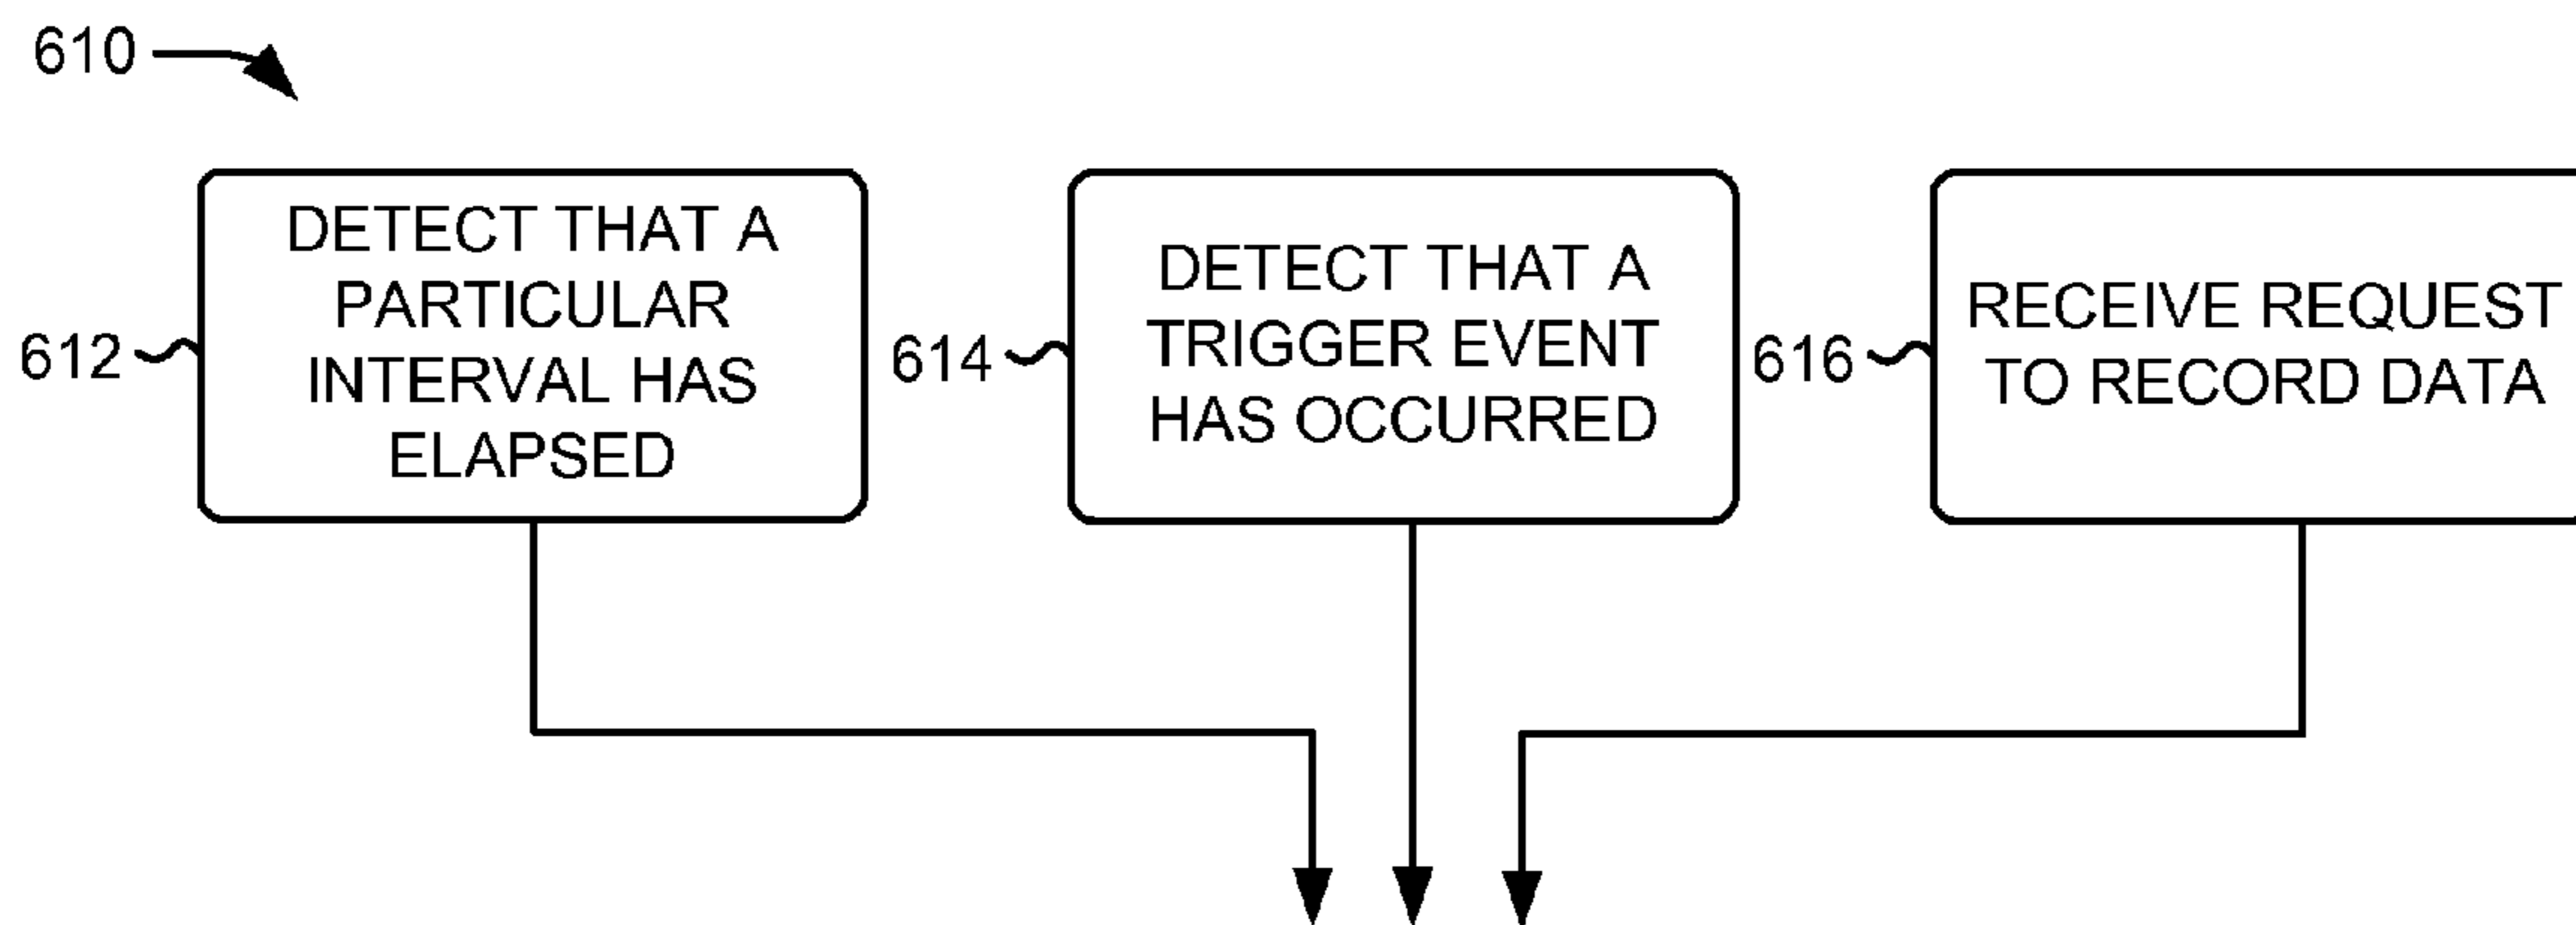 610
612
DETECT THAT A
PARTICULAR
INTERVAL HAS
ELAPSED
614
DETECT THAT A
TRIGGER EVENT
HAS OCCURRED
616
RECEIVE REQUEST
TO RECORD DATA